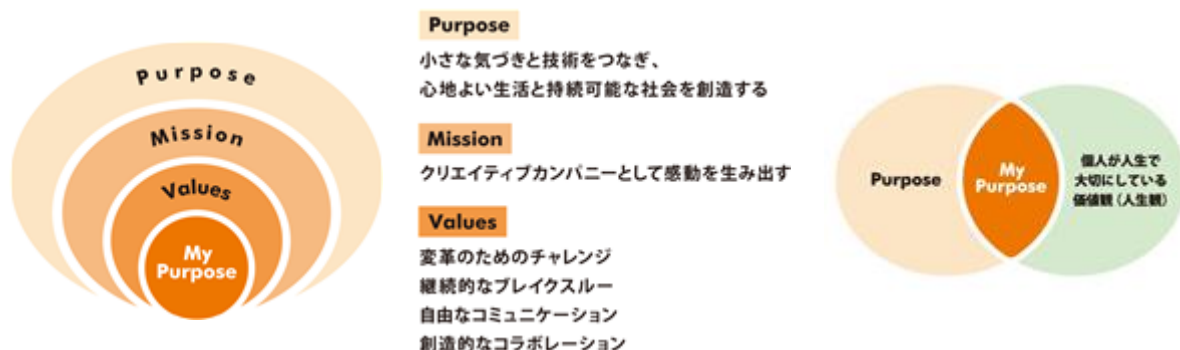 Purpose
Mission
Values
My
Purpose
Purpose
小さな気づきと技術をつなぎ、
心地よい生活と持続可能な社会を創造する
Mission
クリエイティブカンパニーとして感動を生み出す
Values
変革のためのチャレンジ
継続的なブレイクスルー
自由なコミュニケーション
創造的なコラボレーション
Purpose
My
Purpose
個人が人生で
大切にしている
価値観（人生観）